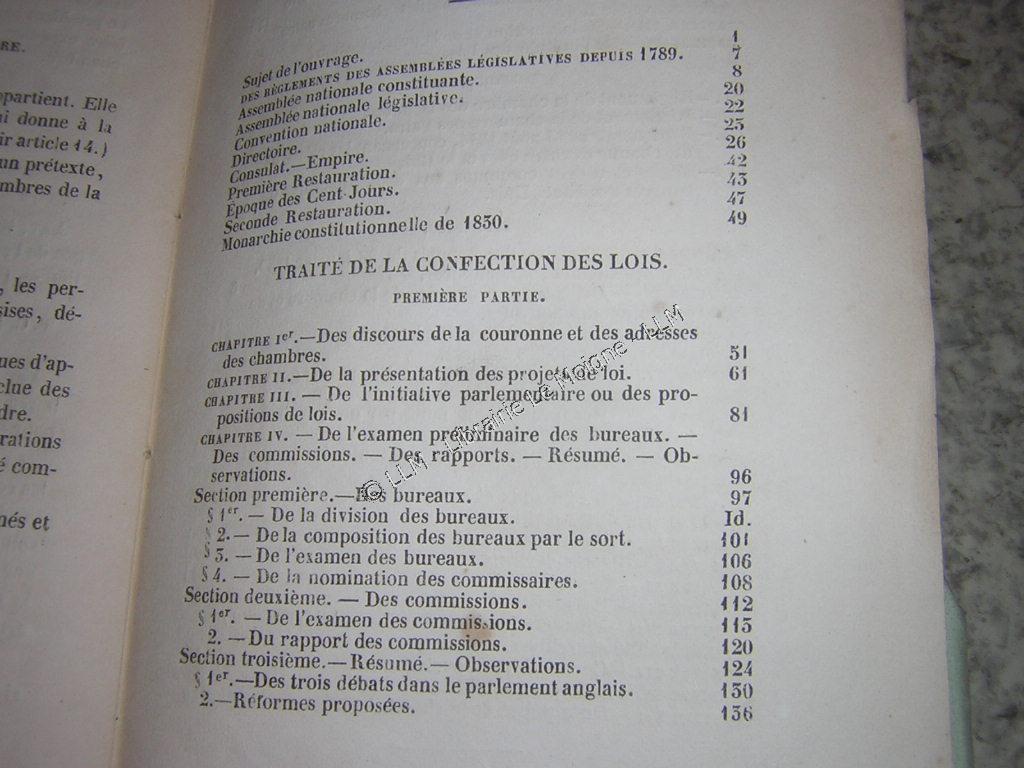 RE.
partient. Elle
i donne à la
ir article 14.)
un prétexte,
mbres de la
, les per-
sises, dé-
ues d'ap-
clue des
dre.
rations
é com-
nés et
Sujet de l'ouvrage. 1
DES RÈGLEMENTS DES ASSEMBLÉES LÉGISLATIVES DEPUIS 1789. 7
Assemblée nationale constituante. 8
Assemblée nationale législative. 20
Convention nationale. 22
Directoire. 23
Consulat.—Empire. 26
Première Restauration. 42
Époque des Cent-Jours. 43
Seconde Restauration. 47
Monarchie constitutionnelle de 1830. 49
TRAITÉ DE LA CONFECTION DES LOIS.
PREMIÈRE PARTIE.
CHAPITRE Ier.—Des discours de la couronne et des adresses
des chambres. 51
CHAPITRE II.—De la présentation des projets de loi. 61
CHAPITRE III. — De l'initiative parlementaire ou des pro-
positions de lois. 81
CHAPITRE IV. — De l'examen préliminaire des bureaux. —
Des commissions. — Des rapports. — Résumé. — Ob-
servations. 96
Section première.—Des bureaux. 97
§ 1er. — De la division des bureaux. Id.
§ 2.— De la composition des bureaux par le sort. 101
§ 3. — De l'examen des bureaux. 106
§ 4. — De la nomination des commissaires. 108
Section deuxième. — Des commissions. 112
§ 1er. — De l'examen des commissions. 113
2. —Du rapport des commissions. 120
Section troisième.— Résumé.— Observations. 124
§ 1er.—Des trois débats dans le parlement anglais. 130
2.—Réformes proposées. 136
© LLM - Librairie Le Moigne - LLM